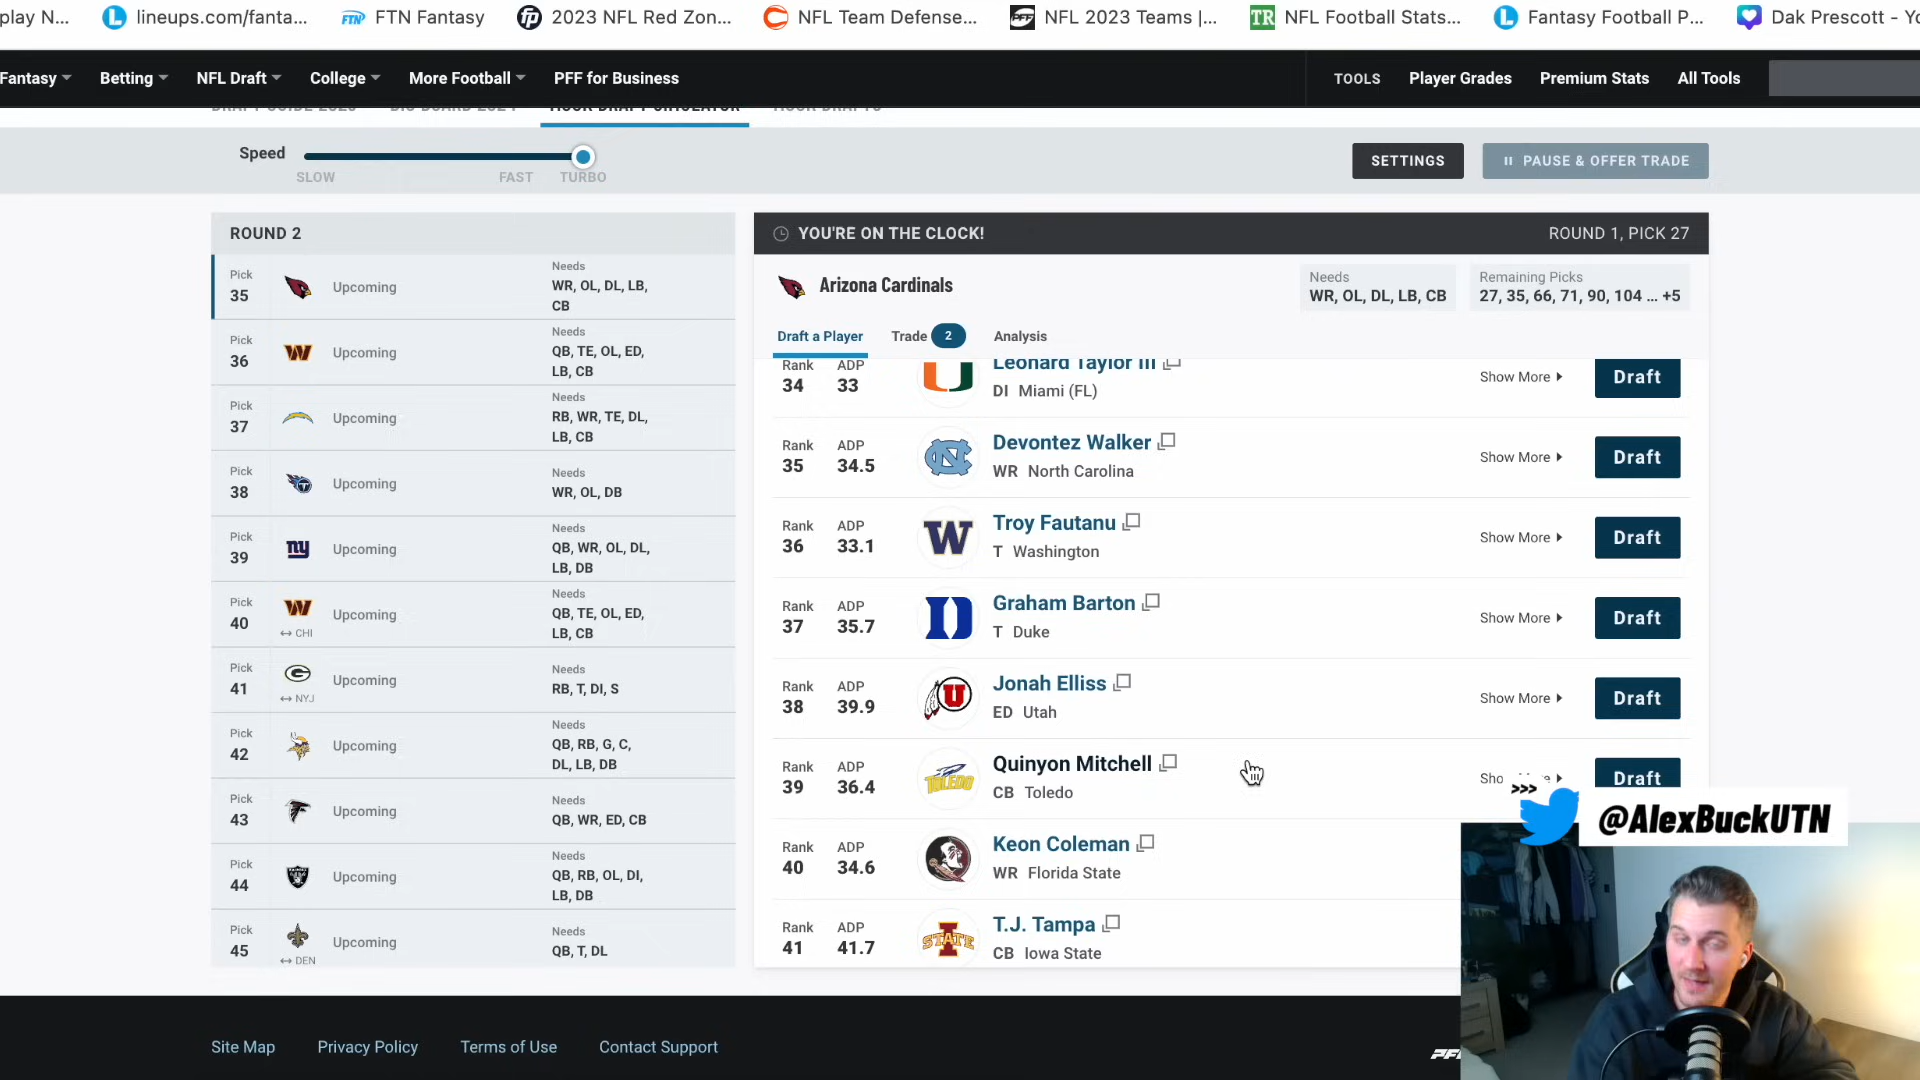 play N...
lineups.com/fanta...
FTN Fantasy
2023 NFL Red Zon...
NFL Team Defense...
NFL 2023 Teams |...
NFL Football Stats...
Fantasy Football P...
Dak Prescott - Yo
Fantasy
Betting
NFL Draft
College
More Football
PFF for Business
TOOLS
Player Grades
Premium Stats
All Tools
MOCK DRAFT SIMULATOR
MOCK DRAFTS
Speed
SLOW
FAST
TURBO
SETTINGS
PAUSE & OFFER TRADE
ROUND 2
Pick
35
Upcoming
Needs
WR, OL, DL, LB,
CB
Pick
36
Upcoming
Needs
QB, TE, OL, ED,
LB, CB
Pick
37
Upcoming
Needs
RB, WR, TE, DL,
LB, CB
Pick
38
Upcoming
Needs
WR, OL, DB
Pick
39
ny
Upcoming
Needs
QB, WR, OL, DL,
LB, DB
Pick
40
W
↔ CHI
Upcoming
Needs
QB, TE, OL, ED,
LB, CB
Pick
41
G
↔ NYJ
Upcoming
Needs
RB, T, DI, S
Pick
42
Upcoming
Needs
QB, RB, G, C,
DL, LB, DB
Pick
43
Upcoming
Needs
QB, WR, ED, CB
Pick
44
Upcoming
Needs
QB, RB, OL, DI,
LB, DB
Pick
45
↔ DEN
Upcoming
Needs
QB, T, DL
YOU'RE ON THE CLOCK!
ROUND 1, PICK 27
Arizona Cardinals
Needs
WR, OL, DL, LB, CB
Remaining Picks
27, 35, 66, 71, 90, 104 ... +5
Draft a Player
Trade 2
Analysis
Rank
34
ADP
33
Leonard Taylor III
DI Miami (FL)
Show More
Draft
Rank
35
ADP
34.5
Devontez Walker
WR North Carolina
Show More
Draft
Rank
36
ADP
33.1
W
Troy Fautanu
T Washington
Show More
Draft
Rank
37
ADP
35.7
D
Graham Barton
T Duke
Show More
Draft
Rank
38
ADP
39.9
U
Jonah Elliss
ED Utah
Show More
Draft
Rank
39
ADP
36.4
TOLEDO
Quinyon Mitchell
CB Toledo
Draft
>>>
@AlexBuckUTN
Rank
40
ADP
34.6
Keon Coleman
WR Florida State
Rank
41
ADP
41.7
STATE
T.J. Tampa
CB Iowa State
Site Map
Privacy Policy
Terms of Use
Contact Support
PFF